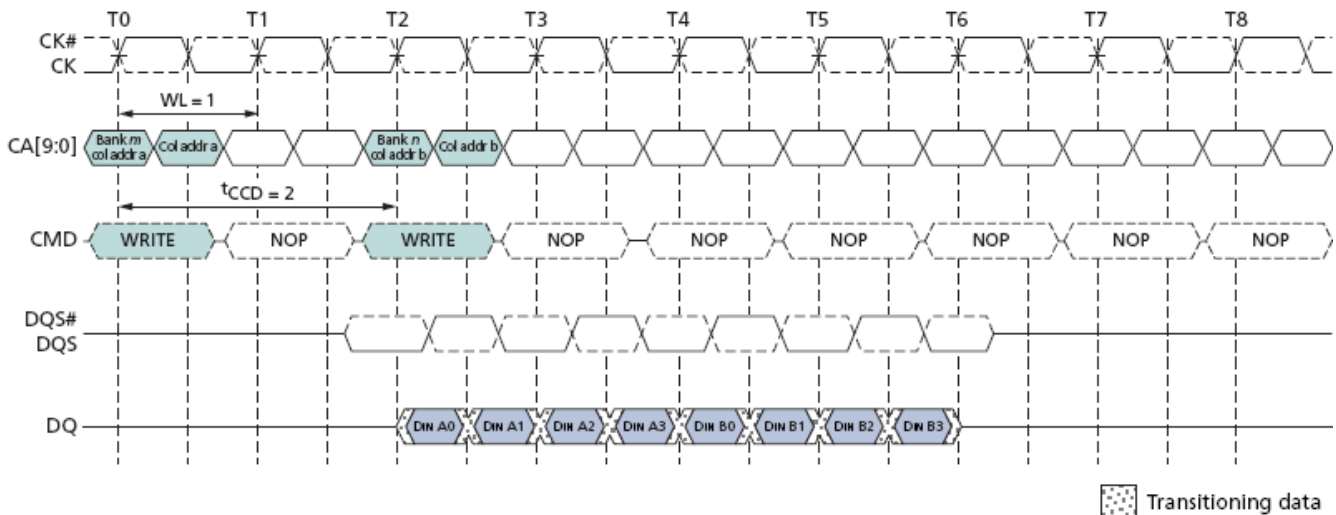 T0 T1 T2 T3 T4 T5 T6 T7 T8
CK#
CK
WL = 1
CA[9:0] Bank m col addr a Col addr a Bank n col addr b Col addr b
tCCD = 2
CMD WRITE NOP WRITE NOP NOP NOP NOP NOP NOP
DQS#
DQS
DQ DIN A0 DIN A1 DIN A2 DIN A3 DIN B0 DIN B1 DIN B2 DIN B3
Transitioning data